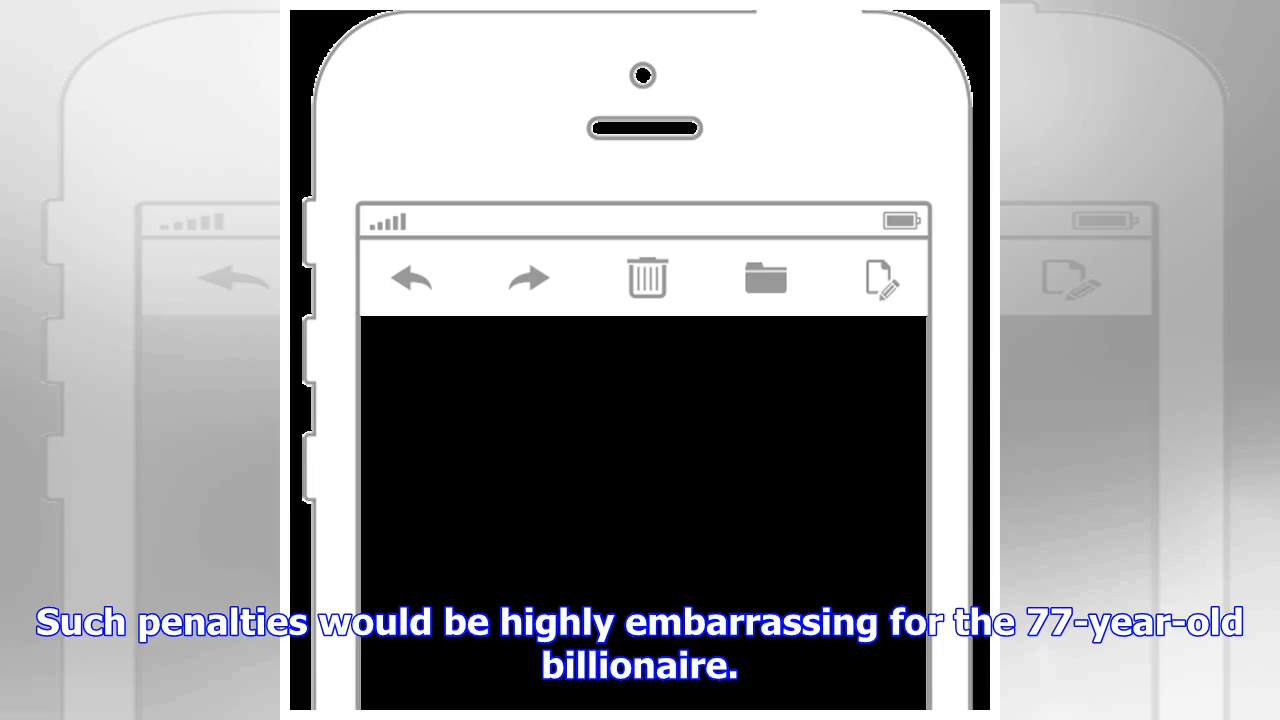 Such penalties would be highly embarrassing for the 77-year-old
billionaire.